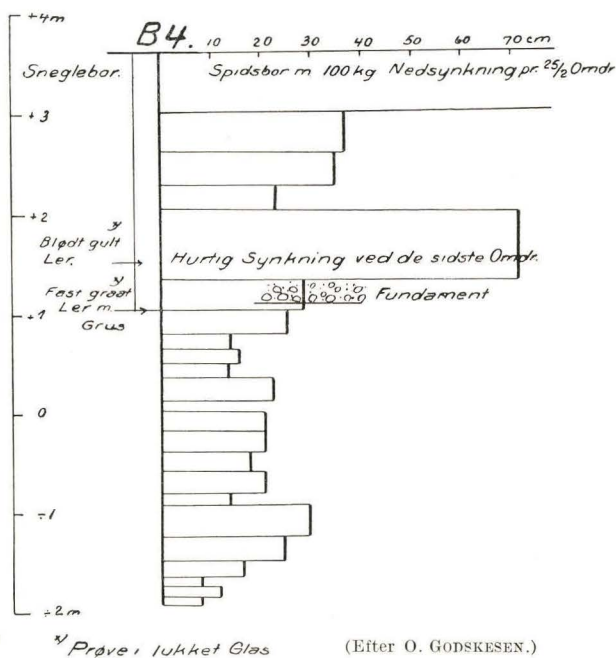 +4m
B4.
10 20 30 40 50 60 70 cm
Sneglebor.
Spidsbor m 100 kg Nedsynkning pr. 25/2 Omdr
+3
+2
x)
Blødt gult
Ler.
Hurtig Synkning ved de sidste Omdr.
x)
Fast graat
Ler m.
Grus
Fundament
+1
0
÷1
÷2m
x) Prøve i lukket Glas
(Efter O. GODSKESEN.)